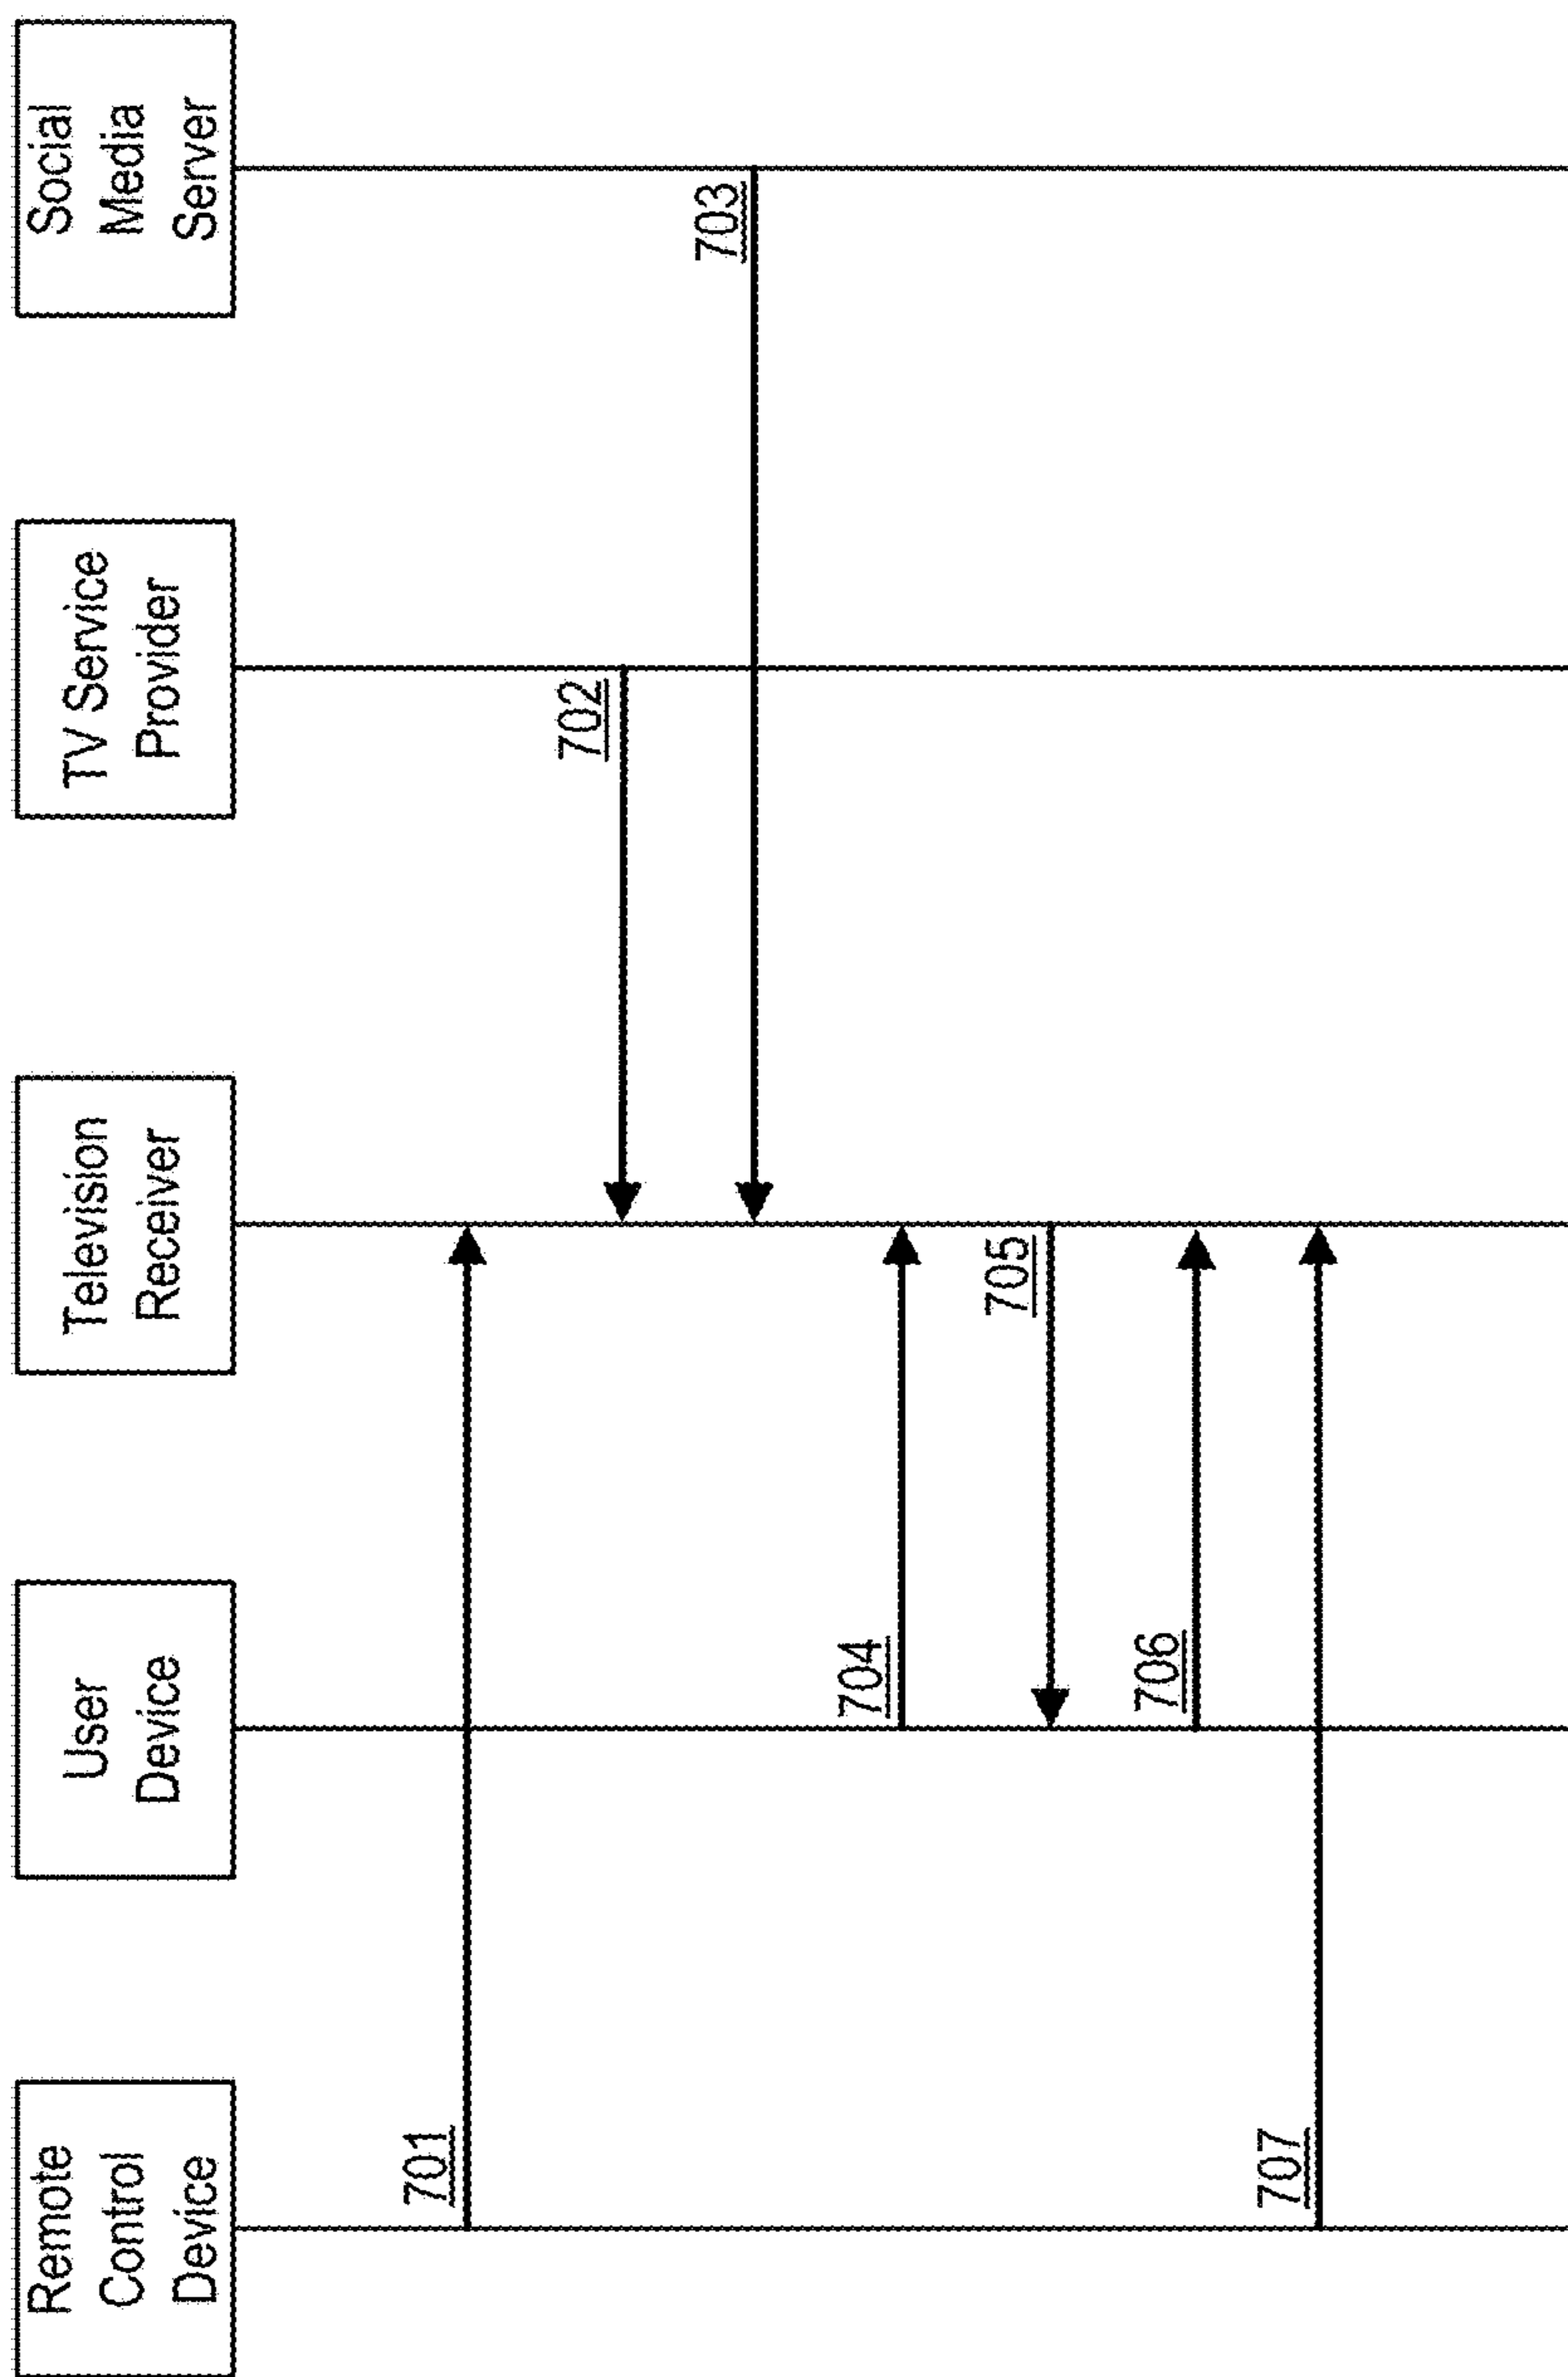 Remote
Control
Device
User
Device
Television
Receiver
TV Service
Provider
Social
Media
Server
701
702
703
704
705
706
707